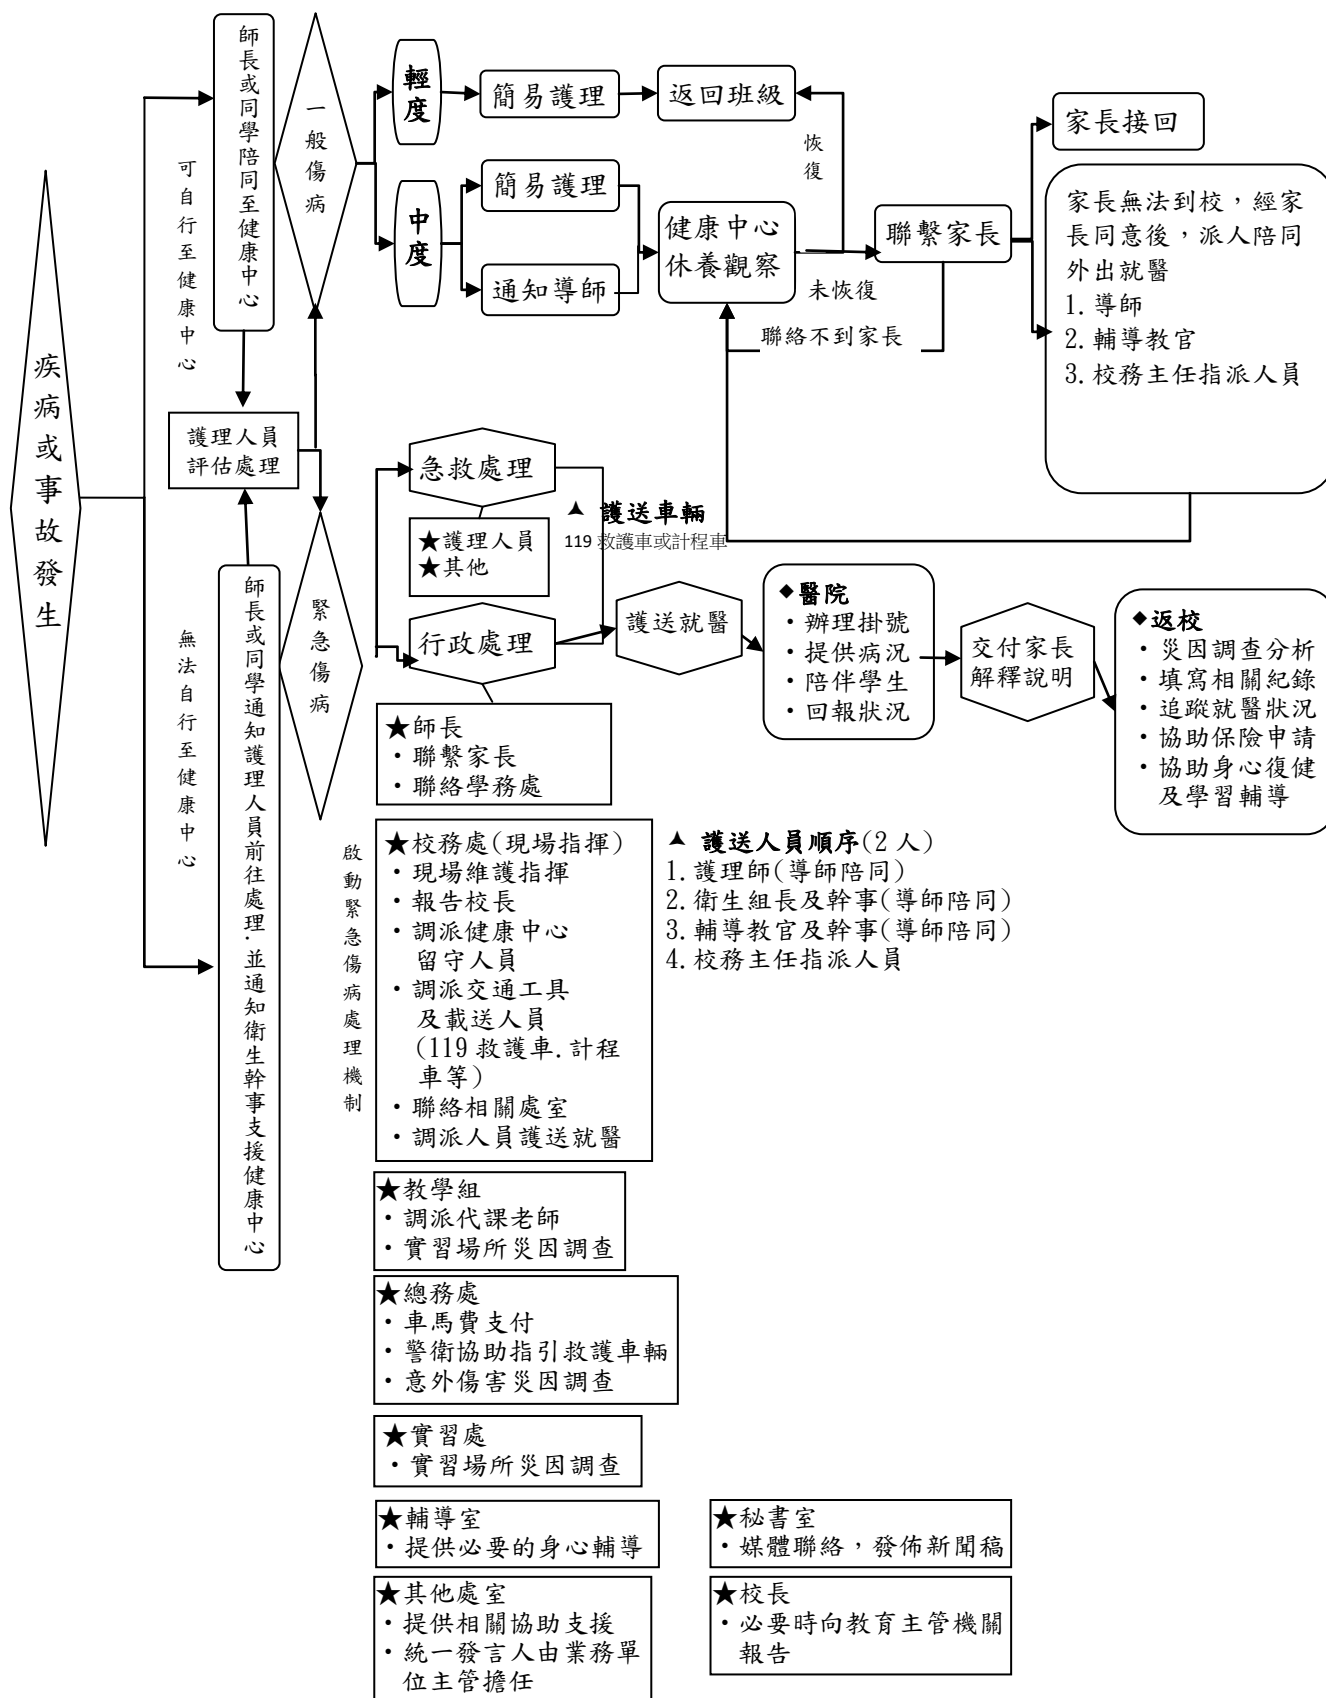 疾病或事故發生
可自行至健康中心
無法自行至健康中心
師長或同學陪同至健康中心
護理人員
評估處理
師長或同學通知護理人員前往處理.並通知衛生幹事支援健康中心
一般傷病
輕度
簡易護理
返回班級
中度
簡易護理
通知導師
健康中心
休養觀察
恢復
未恢復
聯繫家長
聯絡不到家長
家長接回
家長無法到校，經家
長同意後，派人陪同
外出就醫
1.導師
2.輔導教官
3.校務主任指派人員
緊急傷病
急救處理
★護理人員
★其他
▲ 護送車輛
119 救護車或計程車
行政處理
護送就醫
◆醫院
・辦理掛號
・提供病況
・陪伴學生
・回報狀況
交付家長
解釋說明
◆返校
・災因調查分析
・填寫相關紀錄
・追蹤就醫狀況
・協助保險申請
・協助身心復健
及學習輔導
啟動緊急傷病處理機制
★師長
・聯繫家長
・聯絡學務處
★校務處(現場指揮)
・現場維護指揮
・報告校長
・調派健康中心
留守人員
・調派交通工具
及載送人員
(119 救護車.計程
車等)
・聯絡相關處室
・調派人員護送就醫
▲ 護送人員順序(2 人)
1.護理師(導師陪同)
2.衛生組長及幹事(導師陪同)
3.輔導教官及幹事(導師陪同)
4.校務主任指派人員
★教學組
・調派代課老師
・實習場所災因調查
★總務處
・車馬費支付
・警衛協助指引救護車輛
・意外傷害災因調查
★實習處
・實習場所災因調查
★輔導室
・提供必要的身心輔導
★秘書室
・媒體聯絡，發佈新聞稿
★其他處室
・提供相關協助支援
・統一發言人由業務單
位主管擔任
★校長
・必要時向教育主管機關
報告